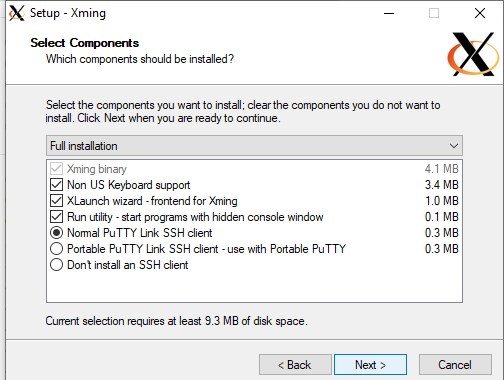 Setup - Xming
Select Components
Which components should be installed?
Select the components you want to install; clear the components you do not want to
install. Click Next when you are ready to continue.
Full installation
Xming binary 4.1 MB
Non US Keyboard support 3.4 MB
XLaunch wizard - frontend for Xming 1.0 MB
Run utility - start programs with hidden console window 0.1 MB
Normal PuTTY Link SSH client 0.3 MB
Portable PuTTY Link SSH client - use with Portable PuTTY 0.3 MB
Don't install an SSH client
Current selection requires at least 9.3 MB of disk space.
< Back Next > Cancel